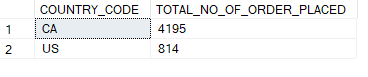 COUNTRY_CODE TOTAL_NO_OF_ORDER_PLACED
1 CA 4195
2 US 814